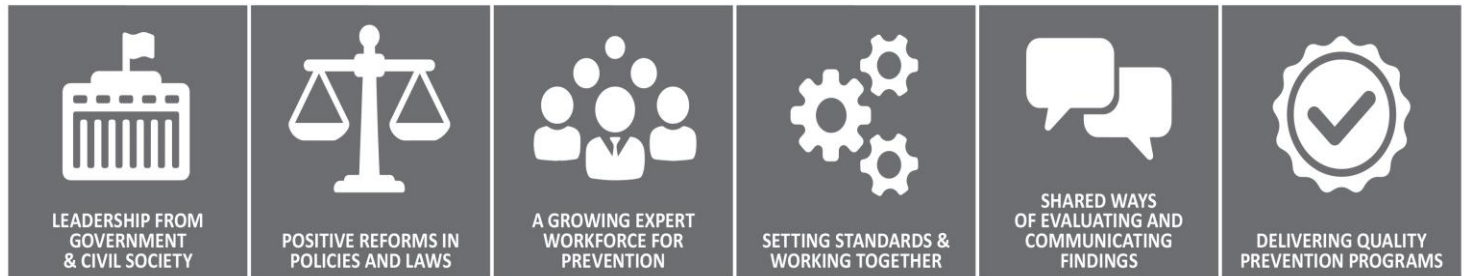 LEADERSHIP FROM
GOVERNMENT
& CIVIL SOCIETY
POSITIVE REFORMS IN
POLICIES AND LAWS
A GROWING EXPERT
WORKFORCE FOR
PREVENTION
SETTING STANDARDS &
WORKING TOGETHER
SHARED WAYS
OF EVALUATING AND
COMMUNICATING
FINDINGS
DELIVERING QUALITY
PREVENTION PROGRAMS